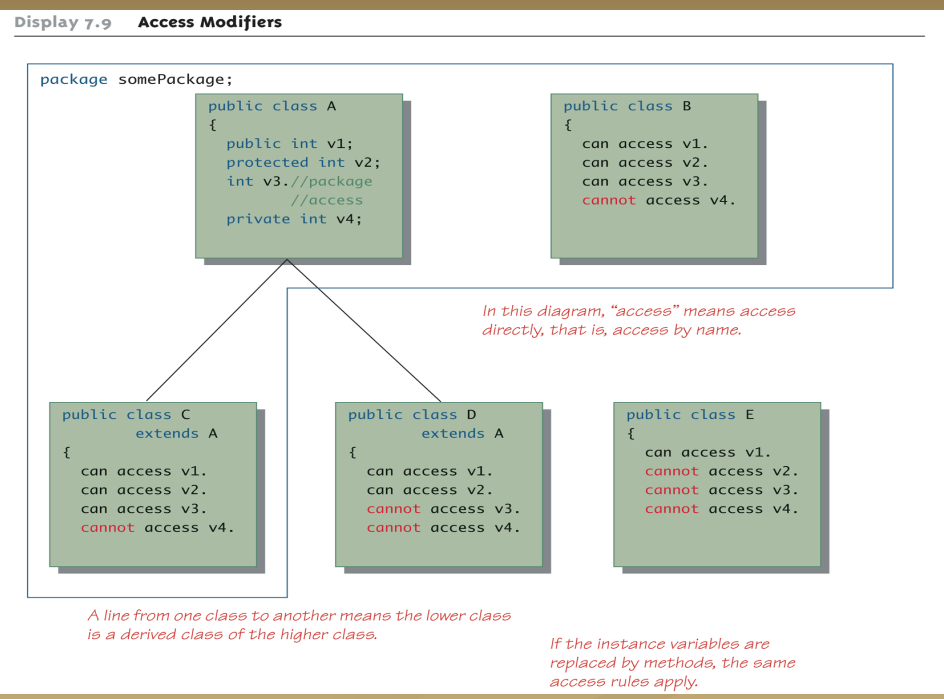 Display 7.9 Access Modifiers
package somePackage;
public class A
{
public int v1;
protected int v2;
int v3.//package
//access
private int v4;
public class B
{
can access v1.
can access v2.
can access v3.
cannot access v4.
In this diagram, “access” means access
directly, that is, access by name.
public class C
extends A
{
can access v1.
can access v2.
can access v3.
cannot access v4.
public class D
extends A
{
can access v1.
can access v2.
cannot access v3.
cannot access v4.
public class E
{
can access v1.
cannot access v2.
cannot access v3.
cannot access v4.
A line from one class to another means the lower class
is a derived class of the higher class.
If the instance variables are
replaced by methods, the same
access rules apply.